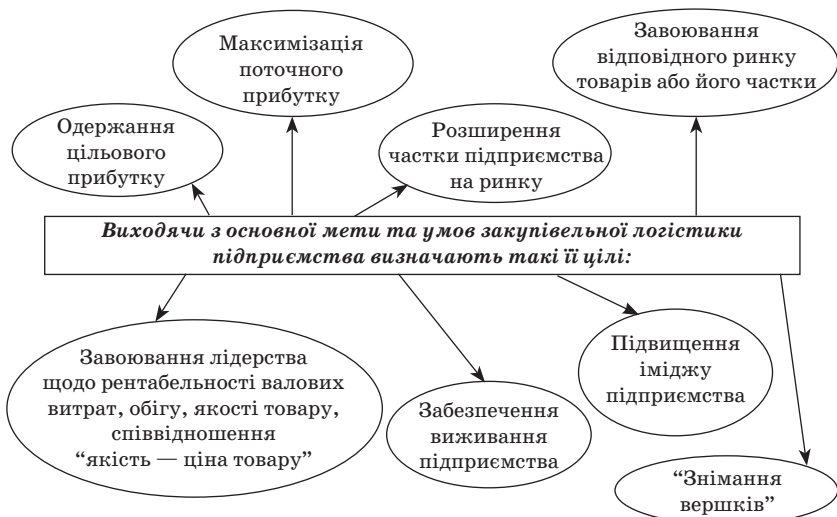 Максимізація
поточного
прибутку
Завоювання
відповідного ринку
товарів або його частки
Одержання
цільового
прибутку
Розширення
частки підприємства
на ринку
Виходячи з основної мети та умов закупівельної логістики
підприємства визначають такі її цілі:
Завоювання лідерства
щодо рентабельності валових
витрат, обігу, якості товару,
співвідношення
“якість — ціна товару”
Забезпечення
виживання
підприємства
Підвищення
іміджу
підприємства
“Знімання
вершків”